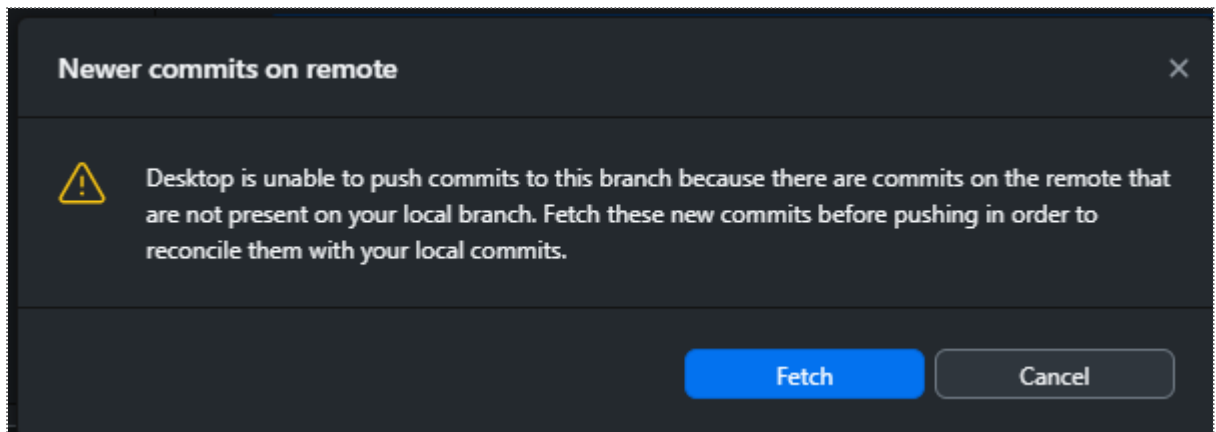 Newer commits on remote
Desktop is unable to push commits to this branch because there are commits on the remote that
are not present on your local branch. Fetch these new commits before pushing in order to
reconcile them with your local commits.
Fetch
Cancel